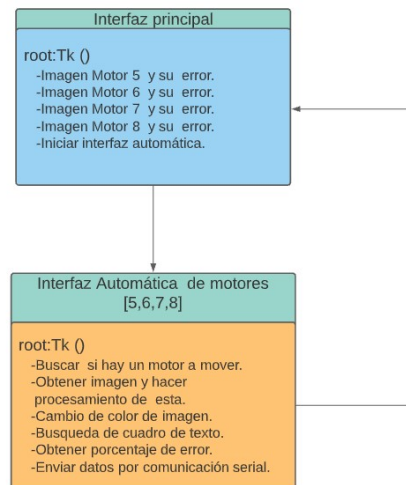 Interfaz principal
root:Tk ()
-Imagen Motor 5 y su error.
-Imagen Motor 6 y su error.
-Imagen Motor 7 y su error.
-Imagen Motor 8 y su error.
-Iniciar interfaz automática.
Interfaz Automática de motores
[5,6,7,8]
root:Tk ()
-Buscar si hay un motor a mover.
-Obtener imagen y hacer
procesamiento de esta.
-Cambio de color de imagen.
-Busqueda de cuadro de texto.
-Obtener porcentaje de error.
-Enviar datos por comunicación serial.